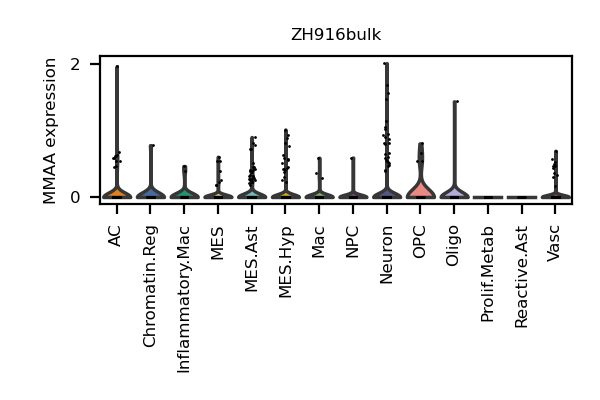 ZH916bulk
MMAA expression
2
0
AC
Chromatin.Reg
Inflammatory.Mac
MES
MES.Ast
MES.Hyp
Mac
NPC
Neuron
OPC
Oligo
Prolif.Metab
Reactive.Ast
Vasc